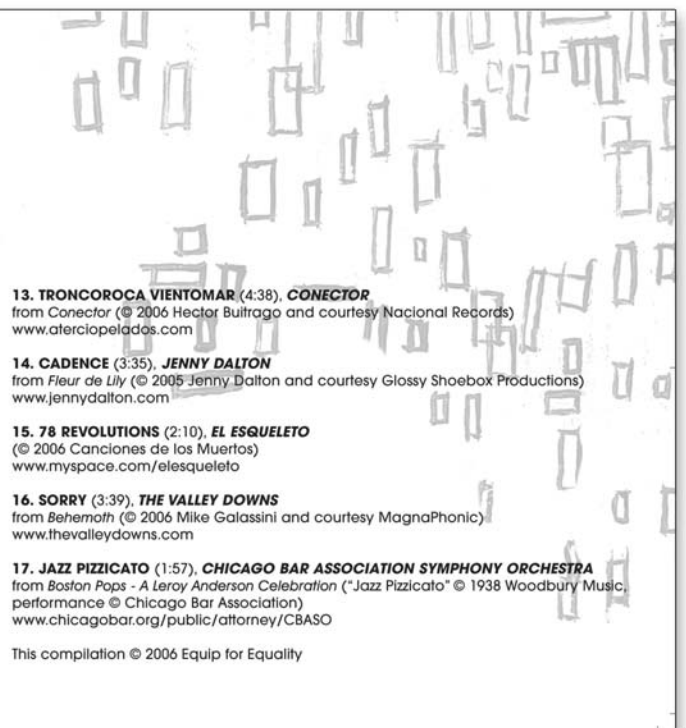 13. TRONCOROCA VIENTOMAR (4:38), CONECTOR
from Conector (© 2006 Hector Buitrago and courtesy Nacional Records)
www.aterciopelados.com
14. CADENCE (3:35), JENNY DALTON
from Fleur de Lily (© 2005 Jenny Dalton and courtesy Glossy Shoebox Productions)
www.jennydalton.com
15. 78 REVOLUTIONS (2:10), EL ESQUELETO
(© 2006 Canciones de los Muertos)
www.myspace.com/elesqueleto
16. SORRY (3:39), THE VALLEY DOWNS
from Behemoth (© 2006 Mike Galassini and courtesy MagnaPhonic)
www.thevalleydowns.com
17. JAZZ PIZZICATO (1:57), CHICAGO BAR ASSOCIATION SYMPHONY ORCHESTRA
from Boston Pops - A Leroy Anderson Celebration ("Jazz Pizzicato" © 1938 Woodbury Music,
performance © Chicago Bar Association)
www.chicagobar.org/public/attorney/CBASO
This compilation © 2006 Equip for Equality